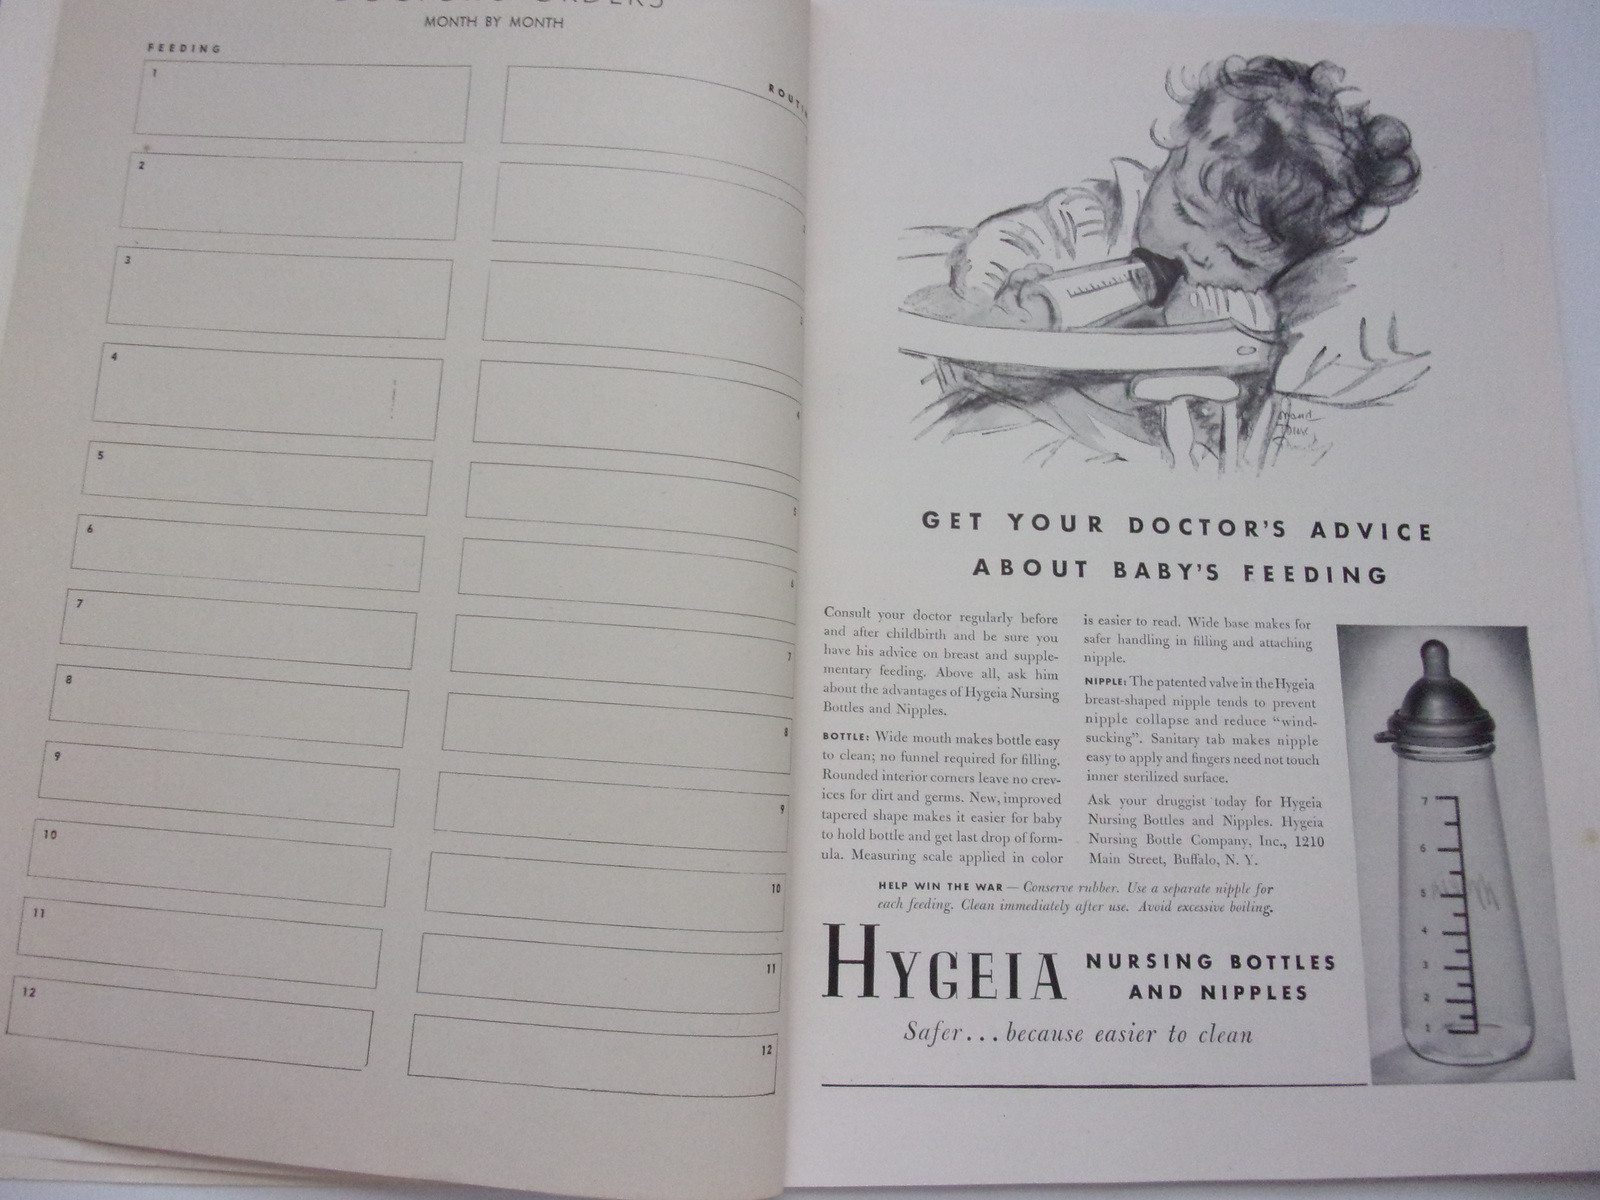 MONTH BY MONTH
FEEDING
1
2
3
4
5
6
7
8
9
10
11
12
4
5
6
7
8
9
10
11
12
GET YOUR DOCTOR'S ADVICE
ABOUT BABY'S FEEDING
Consult your doctor regularly before
and after childbirth and be sure you
have his advice on breast and supple-
mentary feeding. Above all, ask him
about the advantages of Hygeia Nursing
Bottles and Nipples.
BOTTLE: Wide mouth makes bottle easy
to clean; no funnel required for filling.
Rounded interior corners leave no crev-
ices for dirt and germs. New, improved
tapered shape makes it easier for baby
to hold bottle and get last drop of form-
ula. Measuring scale applied in color
is easier to read. Wide base makes for
safer handling in filling and attaching
nipple.
NIPPLE: The patented valve in the Hygeia
breast-shaped nipple tends to prevent
nipple collapse and reduce "wind-
sucking". Sanitary tab makes nipple
easy to apply and fingers need not touch
inner sterilized surface.
Ask your druggist today for Hygeia
Nursing Bottles and Nipples. Hygeia
Nursing Bottle Company, Inc., 1210
Main Street, Buffalo, N. Y.
HELP WIN THE WAR — Conserve rubber. Use a separate nipple for
each feeding. Clean immediately after use. Avoid excessive boiling.
HYGEIA NURSING BOTTLES
AND NIPPLES
Safer... because easier to clean
7
6
5
4
3
2
1